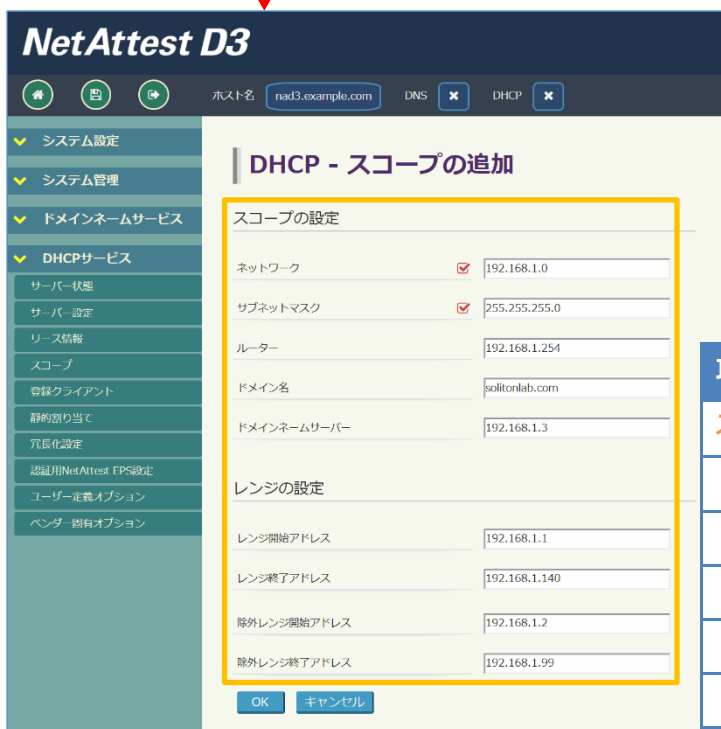 NetAttest D3
ホスト名 nad3.example.com DNS DHCP
システム設定
システム管理
ドメインネームサービス
DHCPサービス
サーバー状態
サーバー設定
リース情報
スコープ
登録クライアント
静的割り当て
冗長化設定
認証用NetAttest EPS設定
ユーザー定義オプション
ベンダー固有オプション
DHCP - スコープの追加
スコープの設定
ネットワーク 192.168.1.0
サブネットマスク 255.255.255.0
ルーター 192.168.1.254
ドメイン名 solitonlab.com
ドメインネームサーバー 192.168.1.3
レンジの設定
レンジ開始アドレス 192.168.1.1
レンジ終了アドレス 192.168.1.140
除外レンジ開始アドレス 192.168.1.2
除外レンジ終了アドレス 192.168.1.99
OK キャンセル